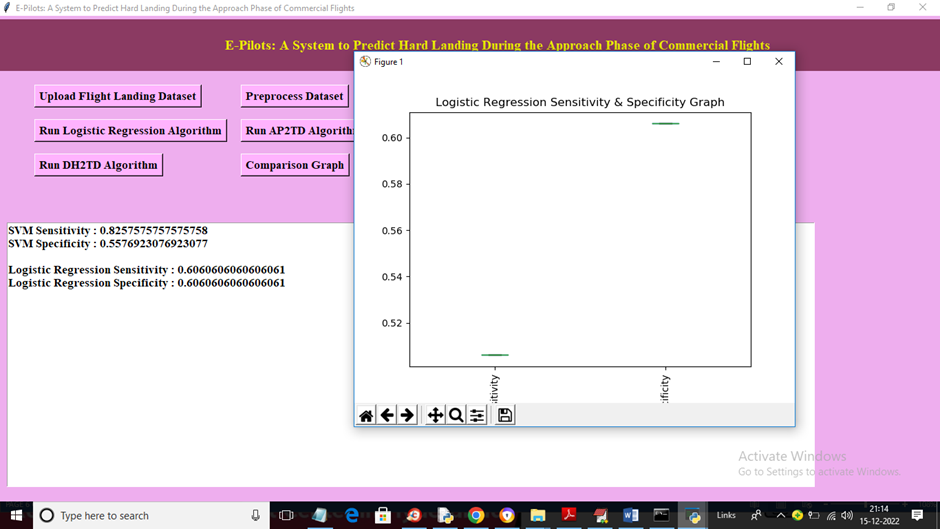 E-Pilots: A System to Predict Hard Landing During the Approach Phase of Commercial Flights
E-Pilots: A System to Predict Hard Landing During the Approach Phase of Commercial Flights
Upload Flight Landing Dataset
Preprocess Dataset
Run Logistic Regression Algorithm
Run AP2TD Algorith
Run DH2TD Algorithm
Comparison Graph
Figure 1
Logistic Regression Sensitivity & Specificity Graph
0.60
0.58
0.56
0.54
0.52
sitivity
cificity
SVM Sensitivity : 0.8257575757575758
SVM Specificity : 0.5576923076923077
Logistic Regression Sensitivity : 0.6060606060606061
Logistic Regression Specificity : 0.6060606060606061
Activate Windows
Go to Settings to activate Windows.
Type here to search
Links
21:14
15-12-2022